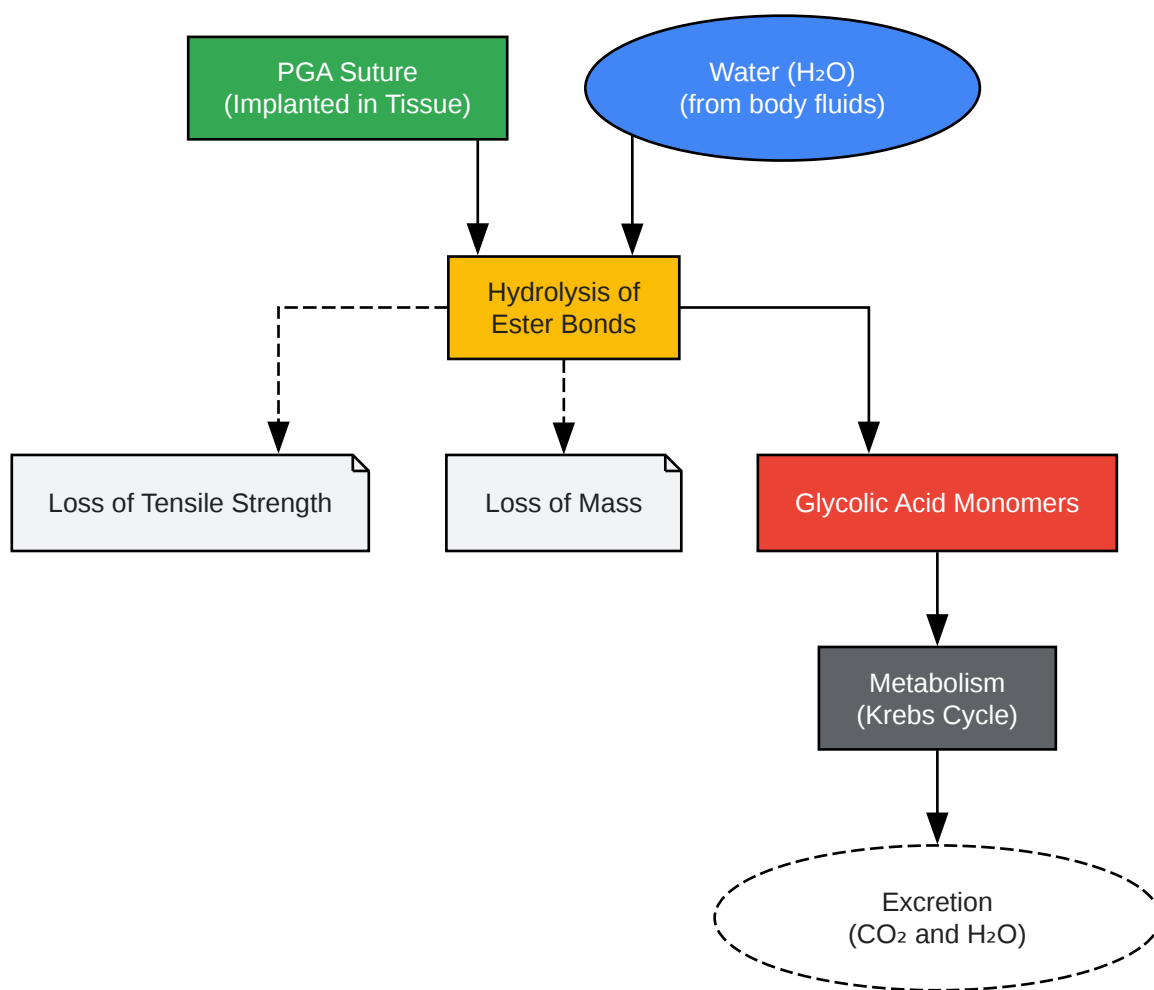 PGA Suture
(Implanted in Tissue)
Water (H₂O)
(from body fluids)
Hydrolysis of
Ester Bonds
Loss of Tensile Strength
Loss of Mass
Glycolic Acid Monomers
Metabolism
(Krebs Cycle)
Excretion
(CO₂ and H₂O)